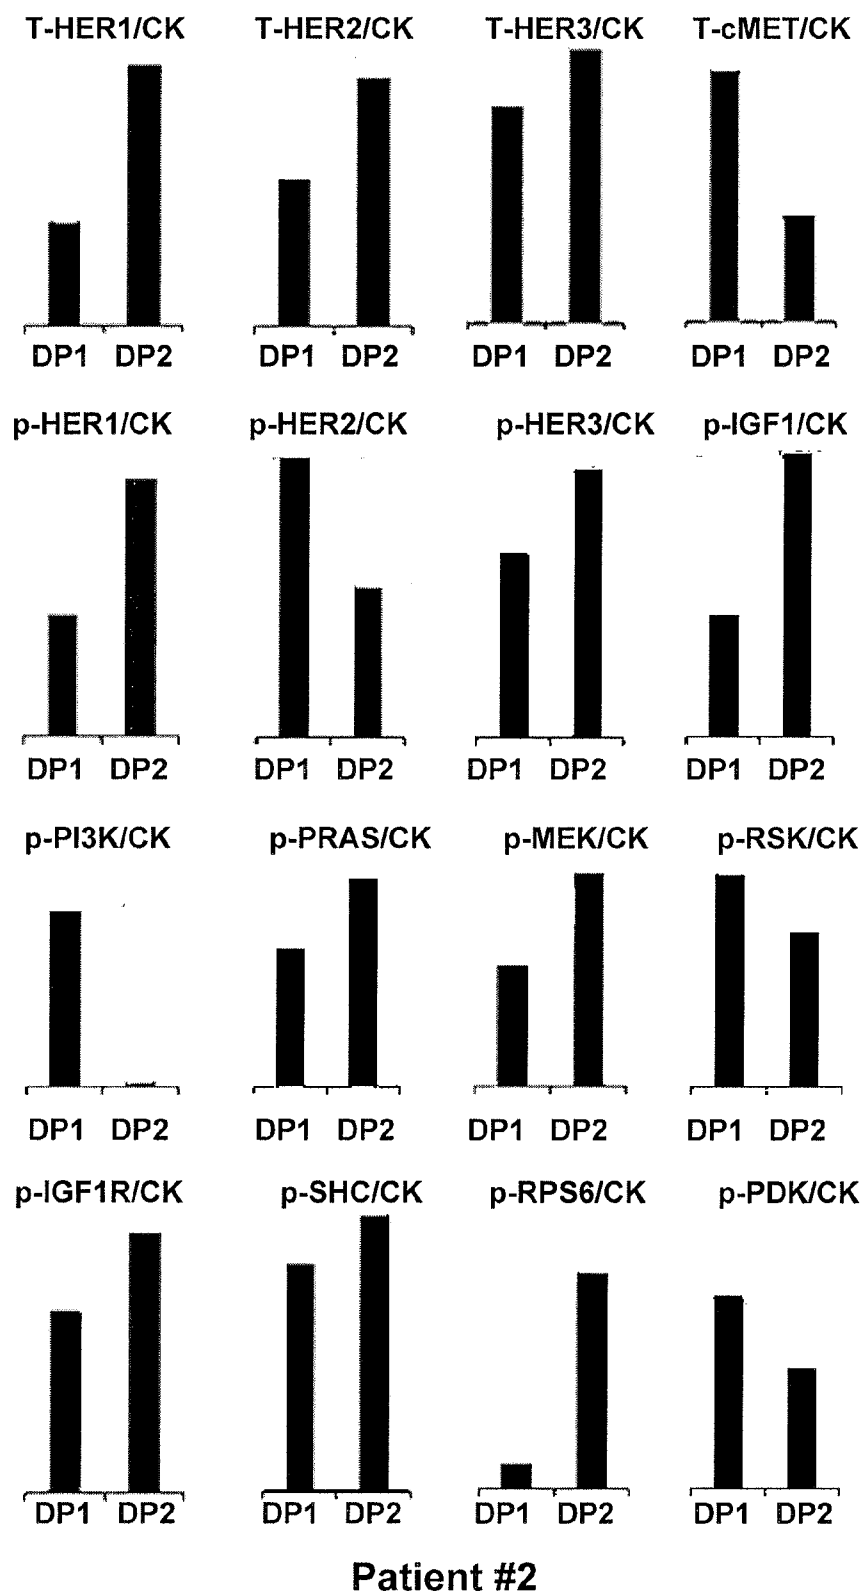 T-HER1/CK T-HER2/CK T-HER3/CK T-cMET/CK
DP1 DP2 DP1 DP2 DP1 DP2 DP1 DP2
p-HER1/CK p-HER2/CK p-HER3/CK p-IGF1/CK
DP1 DP2 DP1 DP2 DP1 DP2 DP1 DP2
p-PI3K/CK p-PRAS/CK p-MEK/CK p-RSK/CK
DP1 DP2 DP1 DP2 DP1 DP2 DP1 DP2
p-IGF1R/CK p-SHC/CK p-RPS6/CK p-PDK/CK
DP1 DP2 DP1 DP2 DP1 DP2 DP1 DP2
Patient #2